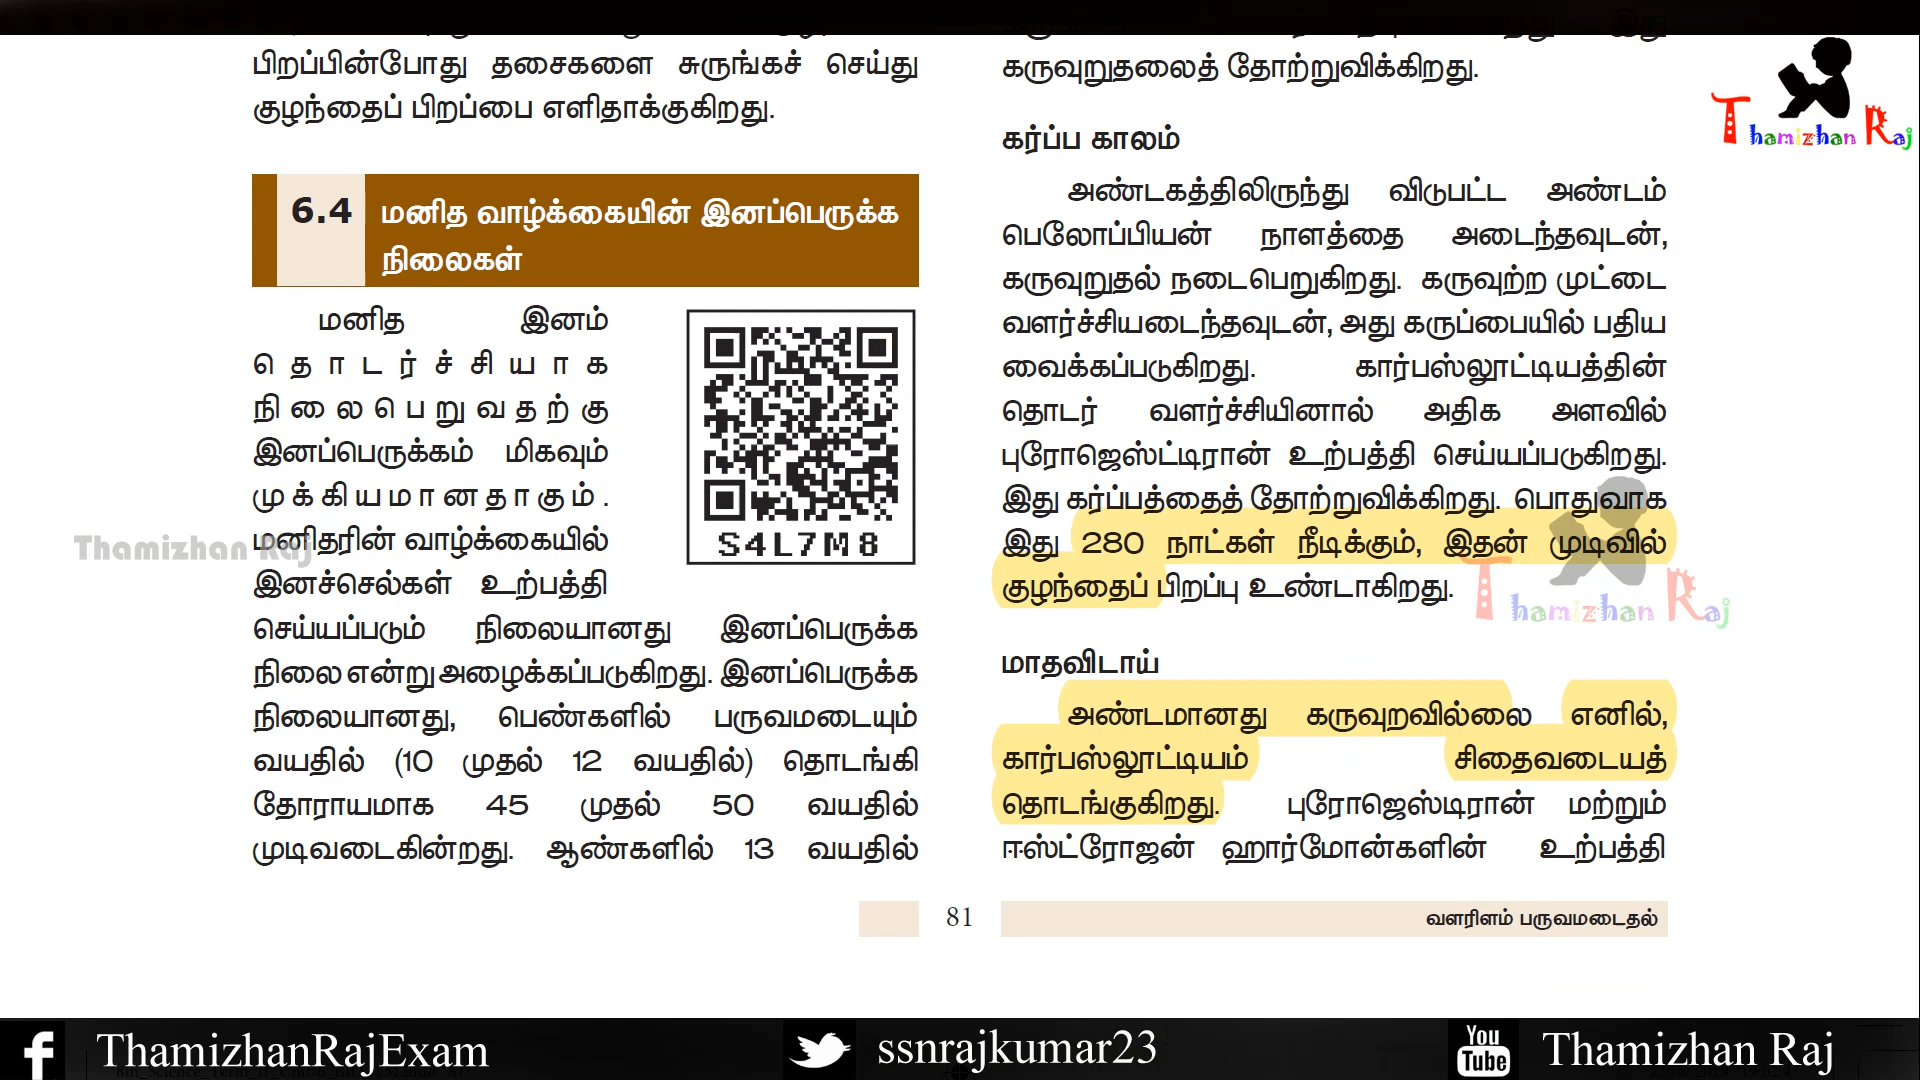 பிறப்பின்போது தசைகளை சுருங்கச் செய்து
குழந்தைப் பிறப்பை எளிதாக்குகிறது.
6.4 மனித வாழ்க்கையின் இனப்பெருக்க
நிலைகள்
மனித இனம்
தொடர்ச்சியாக
நிலைபெறுவதற்கு
இனப்பெருக்கம் மிகவும்
முக்கியமானதாகும்.
மனிதரின் வாழ்க்கையில்
இனச்செல்கள் உற்பத்தி
செய்யப்படும் நிலையானது இனப்பெருக்க
நிலை என்று அழைக்கப்படுகிறது. இனப்பெருக்க
நிலையானது, பெண்களில் பருவமடையும்
வயதில் (10 முதல் 12 வயதில்) தொடங்கி
தோராயமாக 45 முதல் 50 வயதில்
முடிவடைகின்றது. ஆண்களில் 13 வயதில்
S4L7M8
கருவுறுதலைத் தோற்றுவிக்கிறது.
கர்ப்ப காலம்
அண்டகத்திலிருந்து விடுபட்ட அண்டம்
பெலோப்பியன் நாளத்தை அடைந்தவுடன்,
கருவுறுதல் நடைபெறுகிறது. கருவுற்ற முட்டை
வளர்ச்சியடைந்தவுடன், அது கருப்பையில் பதிய
வைக்கப்படுகிறது. கார்பஸ்லூட்டியத்தின்
தொடர் வளர்ச்சியினால் அதிக அளவில்
புரோஜெஸ்ட்டிரான் உற்பத்தி செய்யப்படுகிறது.
இது கர்ப்பத்தைத் தோற்றுவிக்கிறது. பொதுவாக
இது 280 நாட்கள் நீடிக்கும், இதன் முடிவில்
குழந்தைப் பிறப்பு உண்டாகிறது.
மாதவிடாய்
அண்டமானது கருவுறவில்லை எனில்,
கார்பஸ்லூட்டியம் சிதைவடையத்
தொடங்குகிறது. புரோஜெஸ்டிரான் மற்றும்
ஈஸ்ட்ரோஜன் ஹார்மோன்களின் உற்பத்தி
81
வளரிளம் பருவமடைதல்
Thamizhan Raj
Thamizhan Raj
Thamizhan Raj
ThamizhanRajExam
ssnrajkumar23
You Tube
Thamizhan Raj